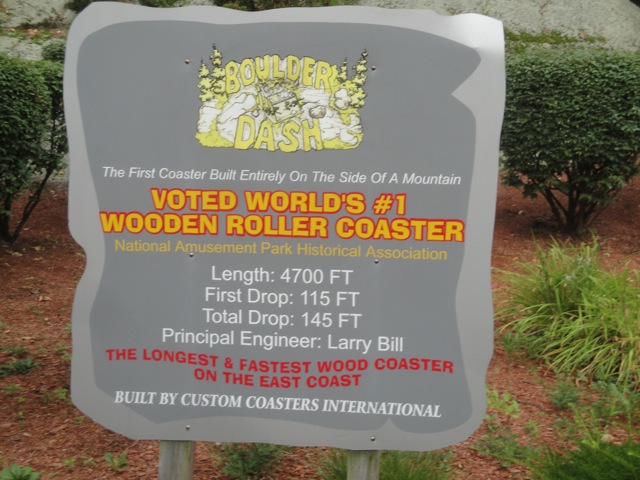 BOULDER
DASH
The First Coaster Built Entirely On The Side Of A Mountain
VOTED WORLD'S #1
WOODEN ROLLER COASTER
National Amusement Park Historical Association
Length: 4700 FT
First Drop: 115 FT
Total Drop: 145 FT
Principal Engineer: Larry Bill
THE LONGEST & FASTEST WOOD COASTER
ON THE EAST COAST
BUILT BY CUSTOM COASTERS INTERNATIONAL